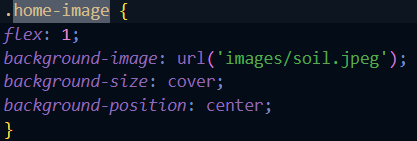 .home-image {
flex: 1;
background-image: url('images/soil.jpeg');
background-size: cover;
background-position: center;
}